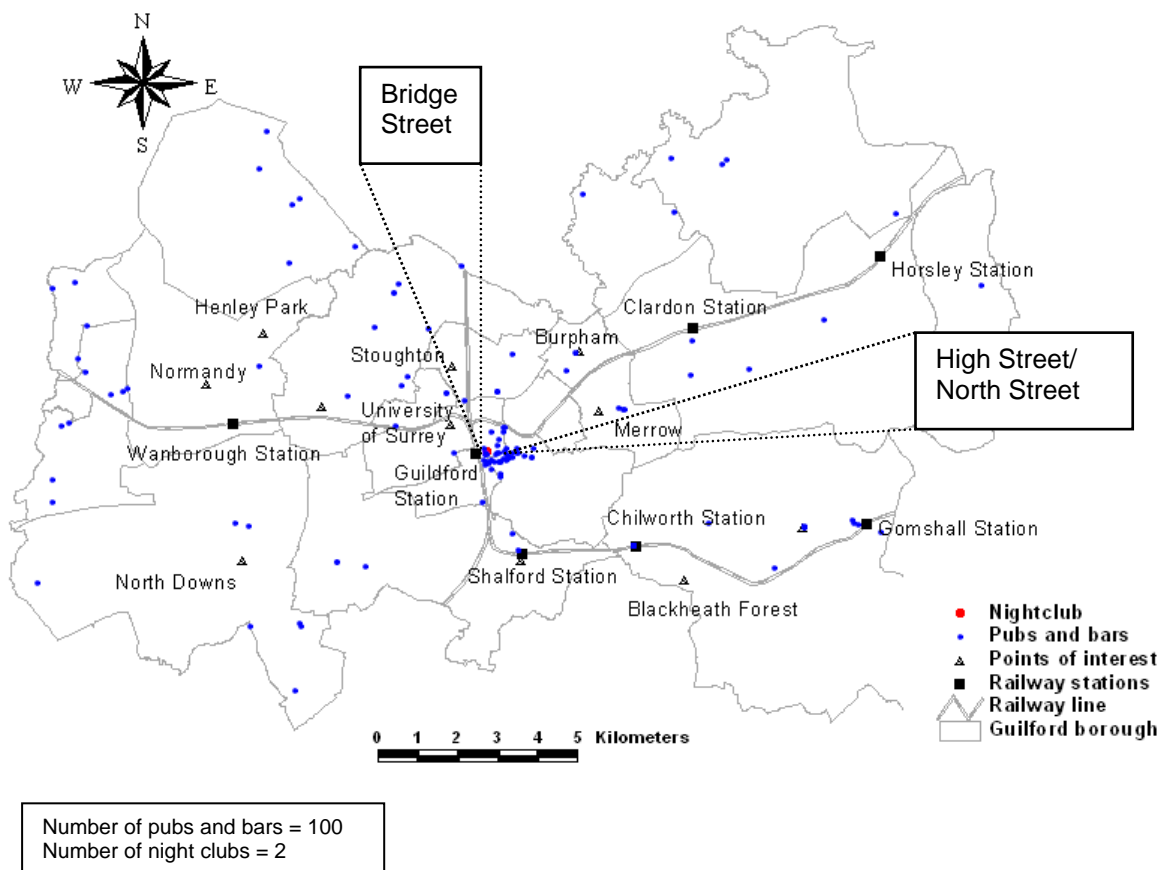 N
W
E
S
Bridge
Street
Horsley Station
Henley Park
Clardon Station
Burpham
Stoughton
High Street/
North Street
Normandy
University
of Surrey
Merrow
Wanborough Station
Guildford
Station
Chilworth Station
Gomshall Station
North Downs
Shalford Station
Blackheath Forest
Nightclub
Pubs and bars
Points of interest
Railway stations
Railway line
Guilford borough
0 1 2 3 4 5 Kilometers
Number of pubs and bars = 100
Number of night clubs = 2